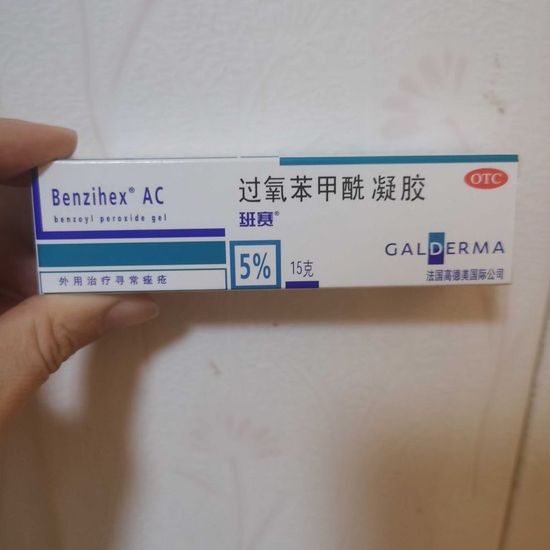 Benzihex® AC
benzoyl peroxide gel
外用治疗寻常痤疮
过氧苯甲酰凝胶
班赛®
5%
15克
OTC
GALDERMA
法国高德美国际公司